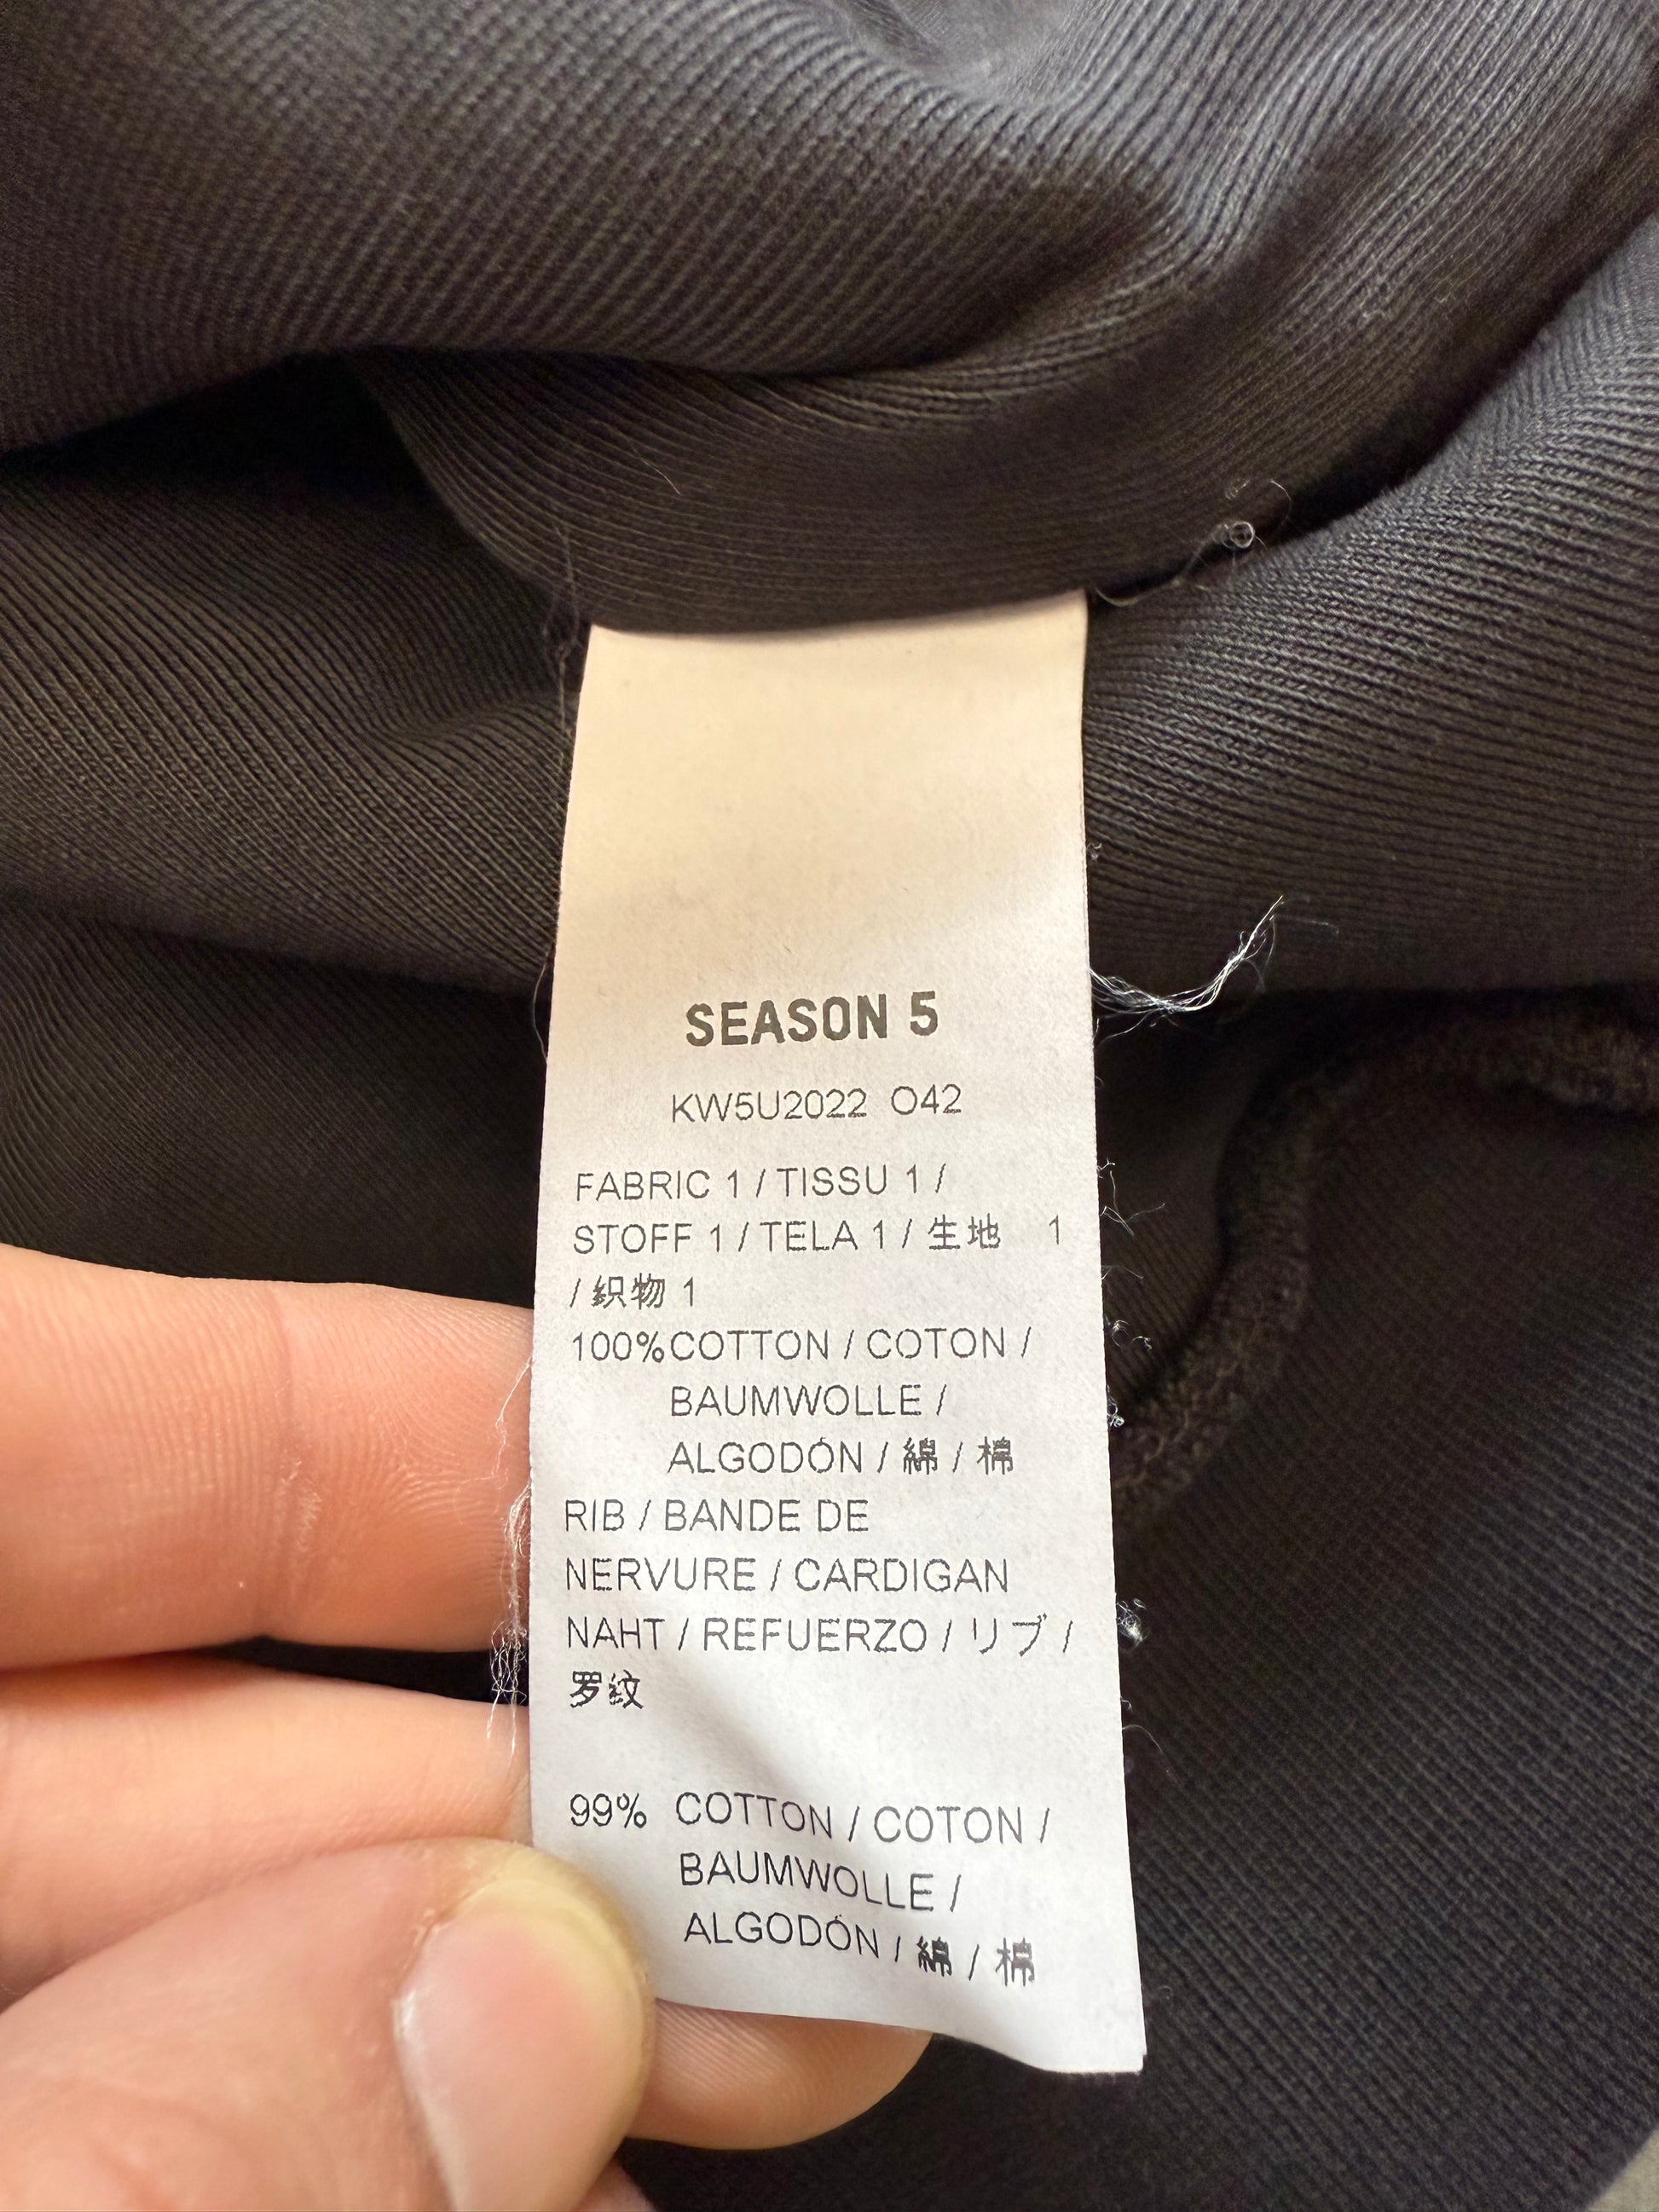 SEASON 5
KW5U2022 O42
FABRIC 1 / TISSU 1 /
STOFF 1 / TELA 1 / 生地 1
/ 织物 1
100%COTTON / COTON /
BAUMWOLLE /
ALGODÓN / 綿 / 棉
RIB / BANDE DE
NERVURE / CARDIGAN
NAHT / REFUERZO / リブ /
罗纹
99% COTTON / COTON /
BAUMWOLLE /
ALGODÓN / 綿 / 棉